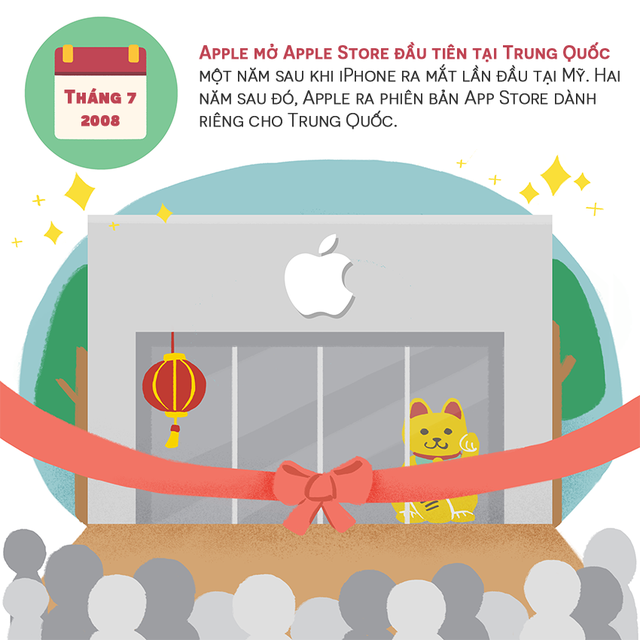 THÁNG 7
2008
APPLE MỞ APPLE STORE ĐẦU TIÊN TẠI TRUNG QUỐC
MỘT NĂM SAU KHI IPHONE RA MẮT LẦN ĐẦU TẠI MỸ. HAI
NĂM SAU ĐÓ, APPLE RA PHIÊN BẢN APP STORE DÀNH
RIÊNG CHO TRUNG QUỐC.